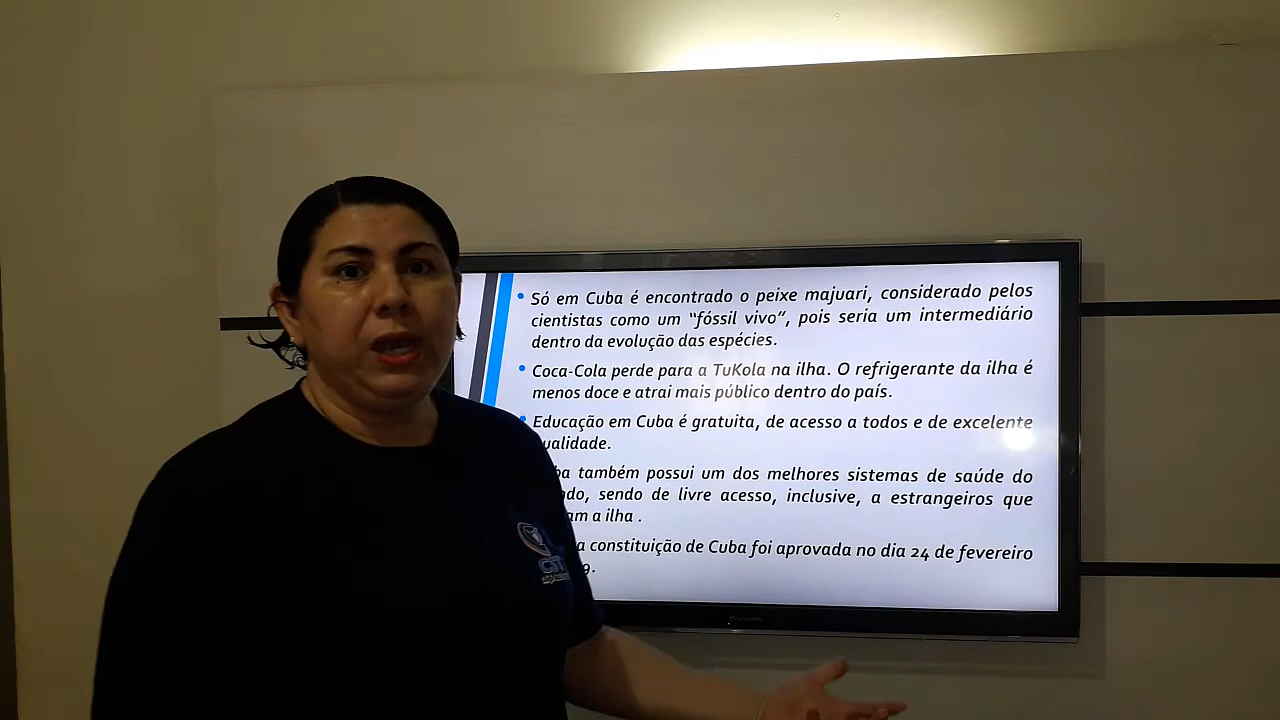 • Só em Cuba é encontrado o peixe majuari, considerado pelos
cientistas como um "fóssil vivo", pois seria um intermediário
dentro da evolução das espécies.
• Coca-Cola perde para a TuKola na ilha. O refrigerante da ilha é
menos doce e atrai mais público dentro do país.
• Educação em Cuba é gratuita, de acesso a todos e de excelente
ualidade.
ba também possui um dos melhores sistemas de saúde do
ndo, sendo de livre acesso, inclusive, a estrangeiros que
am a ilha .
a constituição de Cuba foi aprovada no dia 24 de fevereiro
9.